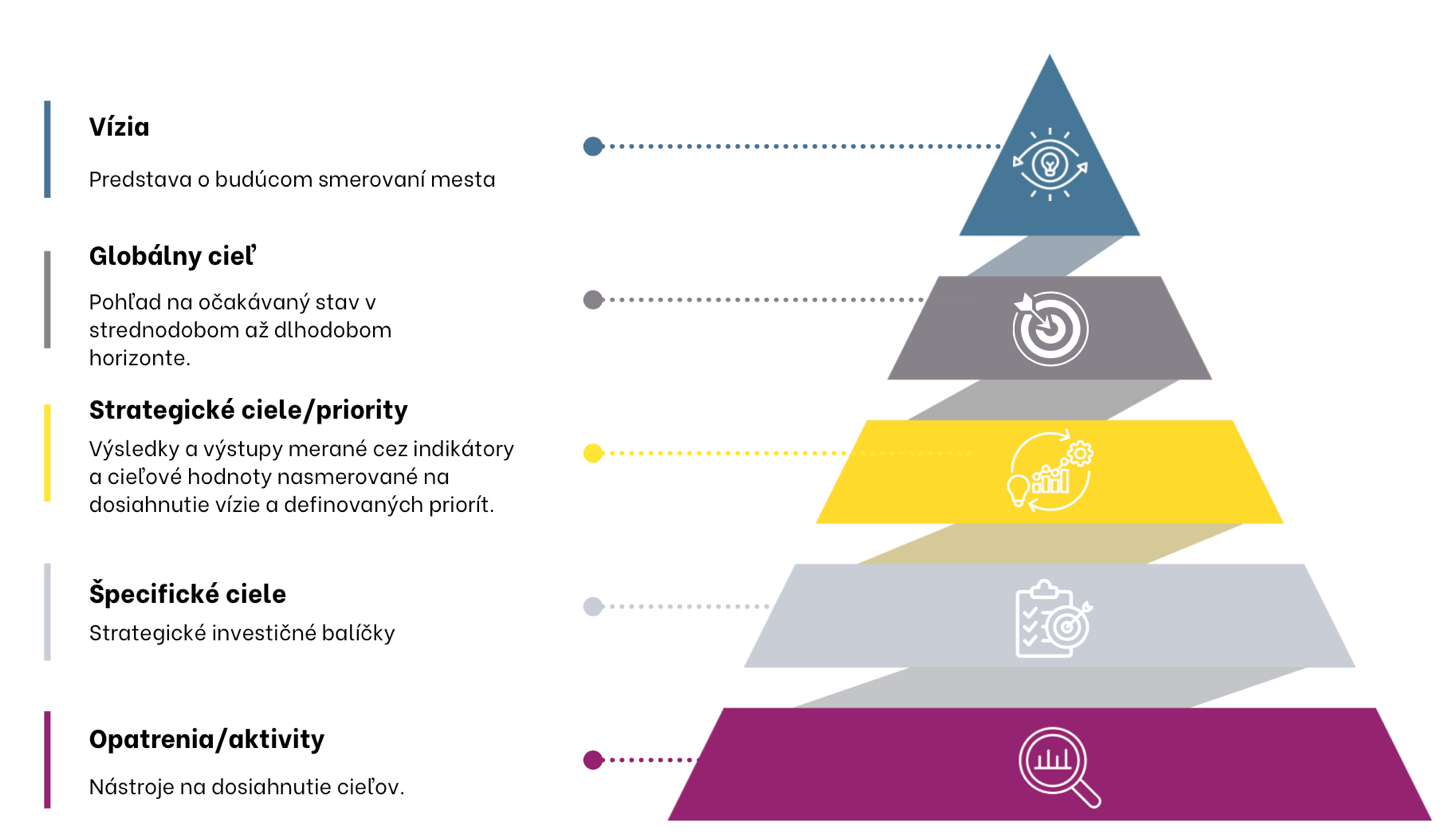 Vízia
Predstava o budúcom smerovaní mesta
Globálny cieľ
Pohľad na očakávaný stav v
strednodobom až dlhodobom
horizonte.
Strategické ciele/priority
Výsledky a výstupy merané cez indikátory
a cieľové hodnoty nasmerované na
dosiahnutie vízie a definovaných priorít.
Špecifické ciele
Strategické investičné balíčky
Opatrenia/aktivity
Nástroje na dosiahnutie cieľov.